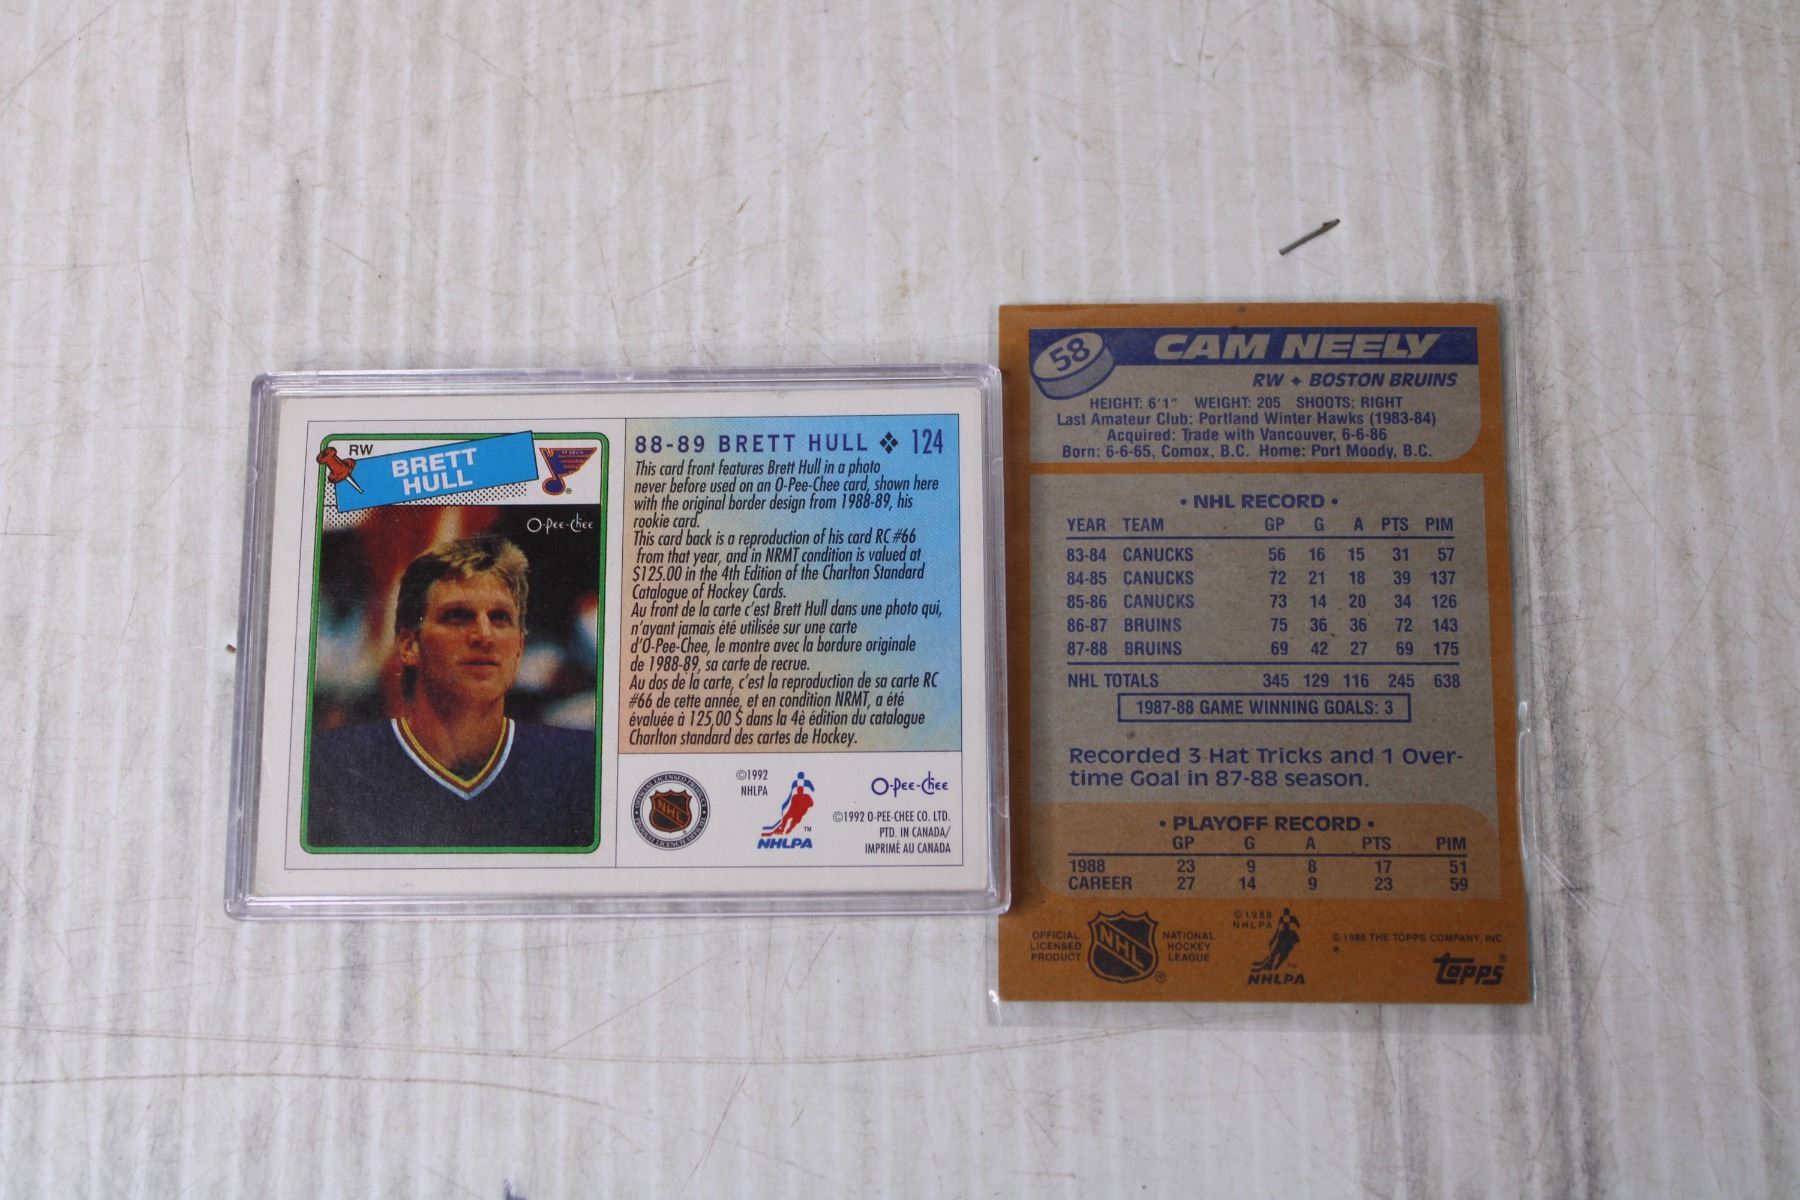 RW
BRETT
HULL
O-Pee-Chee
88-89 BRETT HULL ❖ 124
This card front features Brett Hull in a photo
never before used on an O-Pee-Chee card, shown here
with the original border design from 1988-89, his
rookie card.
This card back is a reproduction of his card RC #66
from that year, and in NRMT condition is valued at
$125.00 in the 4th Edition of the Charlton Standard
Catalogue of Hockey Cards.
Au front de la carte c'est Brett Hull dans une photo qui,
n'ayant jamais été utilisée sur une carte
d'O-Pee-Chee, le montre avec la bordure originale
de 1988-89, sa carte de recrue.
Au dos de la carte, c'est la reproduction de sa carte RC
#66 de cette année, et en condition NRMT, a été
évaluée à 125,00 $ dans la 4è édition du catalogue
Charlton standard des cartes de Hockey.
NHL
©1992
NHLPA
NHLPA
TM
O-Pee-Chee
©1992 O-PEE-CHEE CO. LTD.
PTD. IN CANADA/
IMPRIMÉ AU CANADA
58
CAM NEELY
RW ✦ BOSTON BRUINS
HEIGHT: 6'1" WEIGHT: 205 SHOOTS: RIGHT
Last Amateur Club: Portland Winter Hawks (1983-84)
Acquired: Trade with Vancouver, 6-6-86
Born: 6-6-65, Comox, B.C. Home: Port Moody, B.C.
• NHL RECORD •
YEAR TEAM GP G A PTS PIM
83-84 CANUCKS 56 16 15 31 57
84-85 CANUCKS 72 21 18 39 137
85-86 CANUCKS 73 14 20 34 126
86-87 BRUINS 75 36 36 72 143
87-88 BRUINS 69 42 27 69 175
NHL TOTALS 345 129 116 245 638
1987-88 GAME WINNING GOALS: 3
Recorded 3 Hat Tricks and 1 Over-
time Goal in 87-88 season.
• PLAYOFF RECORD •
GP G A PTS PIM
1988 23 9 8 17 51
CAREER 27 14 9 23 59
OFFICIAL
LICENSED
PRODUCT
NHL
®
NATIONAL
HOCKEY
LEAGUE
©1988
NHLPA
NHLPA
© 1988 THE TOPPS COMPANY, INC.
topps®